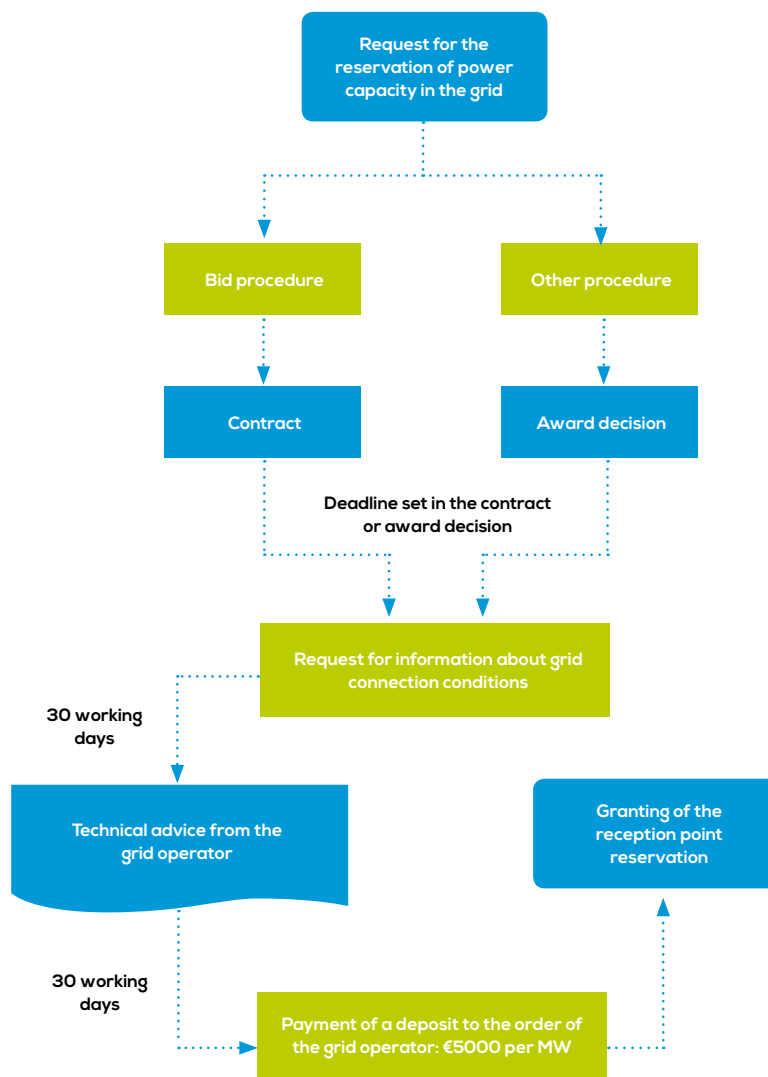 Request for the
reservation of power
capacity in the grid
Bid procedure
Other procedure
Contract
Award decision
Deadline set in the contract
or award decision
Request for information about grid
connection conditions
30 working
days
Technical advice from the
grid operator
Granting of the
reception point
reservation
30 working
days
Payment of a deposit to the order of
the grid operator: €5000 per MW